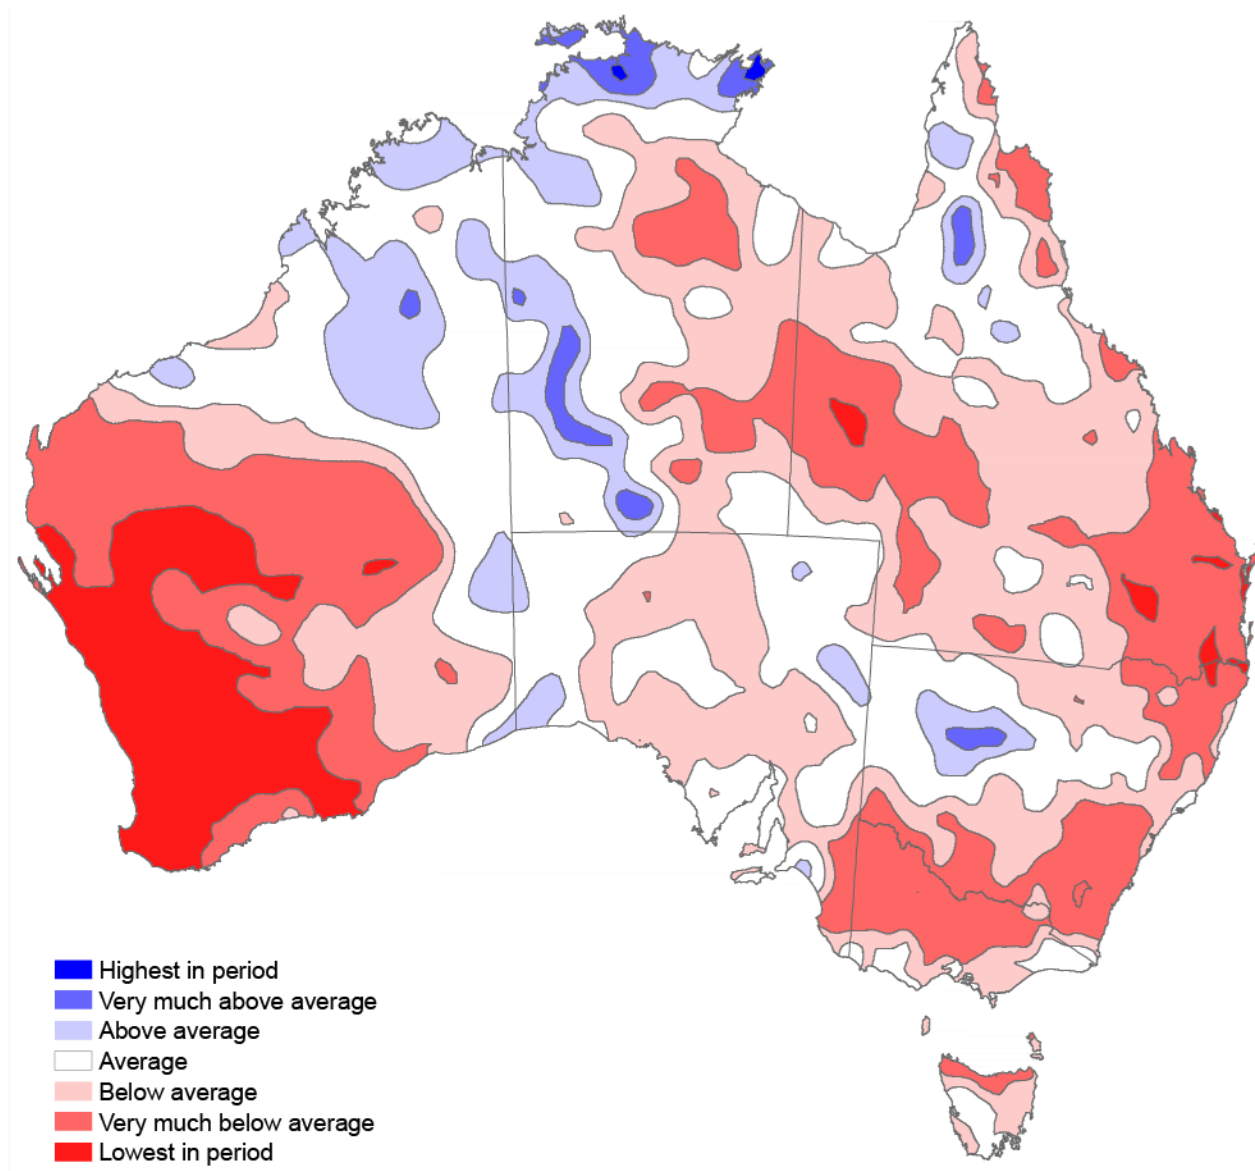 Highest in period
Very much above average
Above average
Average
Below average
Very much below average
Lowest in period